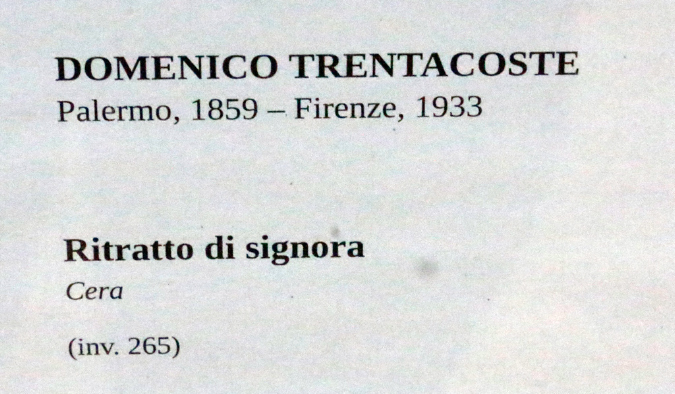 DOMENICO TRENTACOSTE
Palermo, 1859 – Firenze, 1933
Ritratto di signora
Cera
(inv. 265)